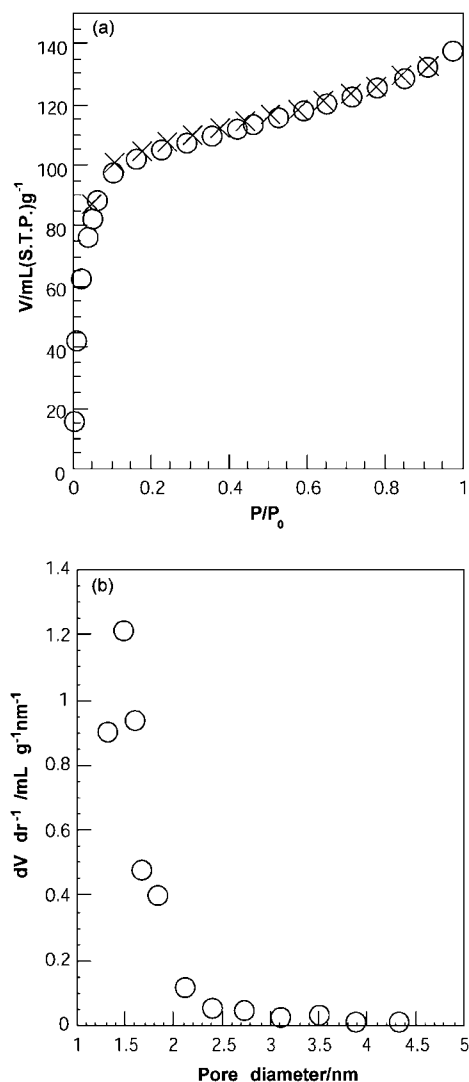 (a)
140
120
100
80
60
40
20
0
V/mL(S.T.P.)g⁻¹
0 0.2 0.4 0.6 0.8 1
P/P₀
(b)
1.4
1.2
1
0.8
0.6
0.4
0.2
0
dV dr⁻¹ /mL g⁻¹nm⁻¹
1 1.5 2 2.5 3 3.5 4 4.5 5
Pore diameter/nm